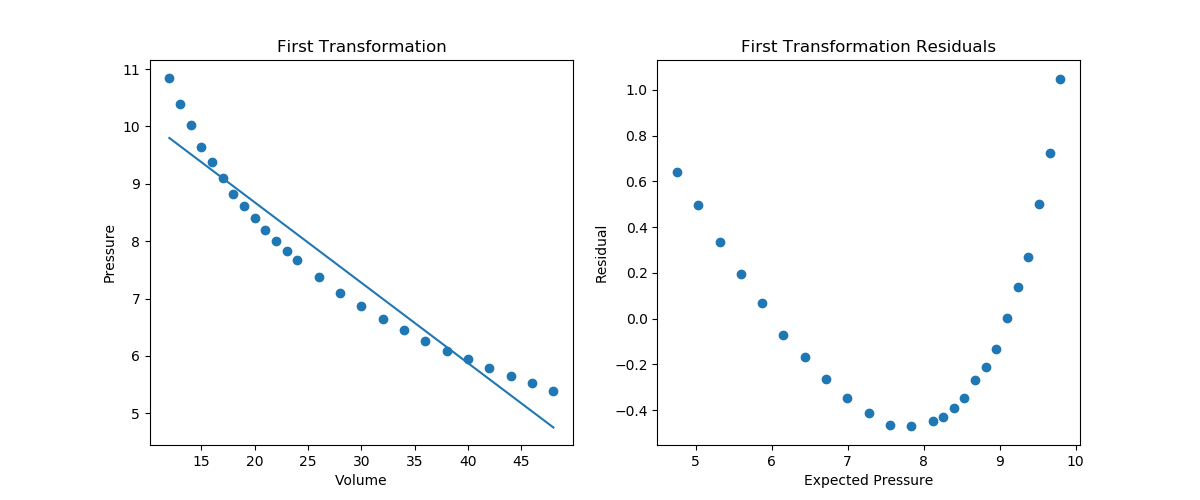 First Transformation
11
10
9
8
7
6
5
Pressure
15 20 25 30 35 40 45
Volume
First Transformation Residuals
1.0
0.8
0.6
0.4
0.2
0.0
−0.2
−0.4
Residual
5 6 7 8 9 10
Expected Pressure